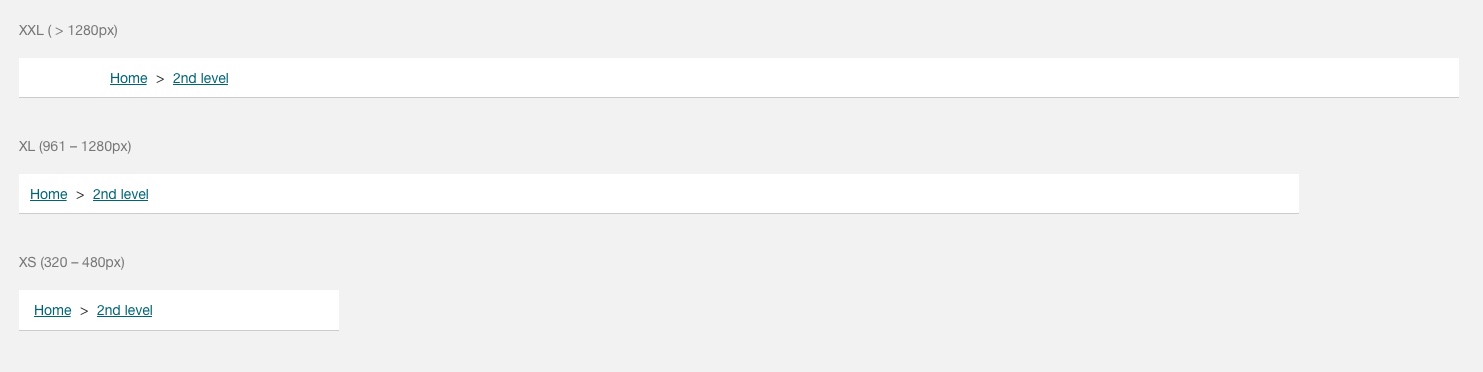 XXL ( > 1280px)
Home > 2nd level
XL (961 – 1280px)
Home > 2nd level
XS (320 – 480px)
Home > 2nd level